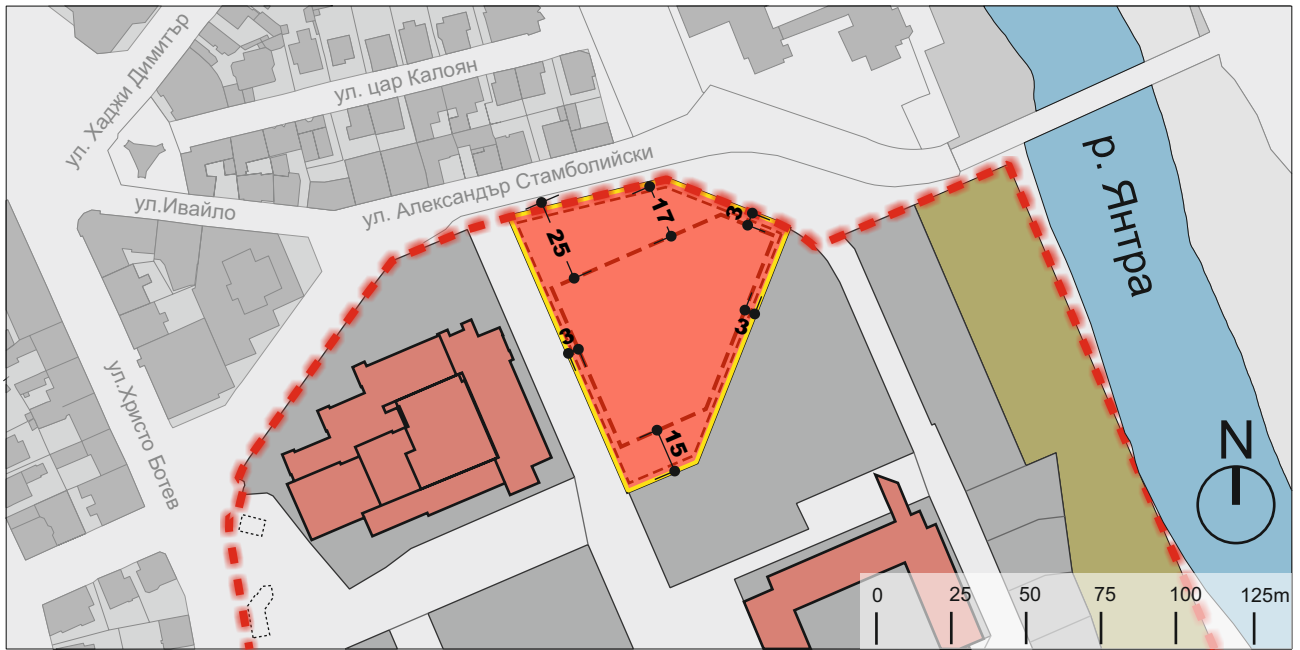 ул. Хаджи Димитър
ул. цар Калоян
ул. Александър Стамболийски
ул.Ивайло
ул.Христо Ботев
р. Янтра
17
3
25
3
3
15
N
0 25 50 75 100 125m